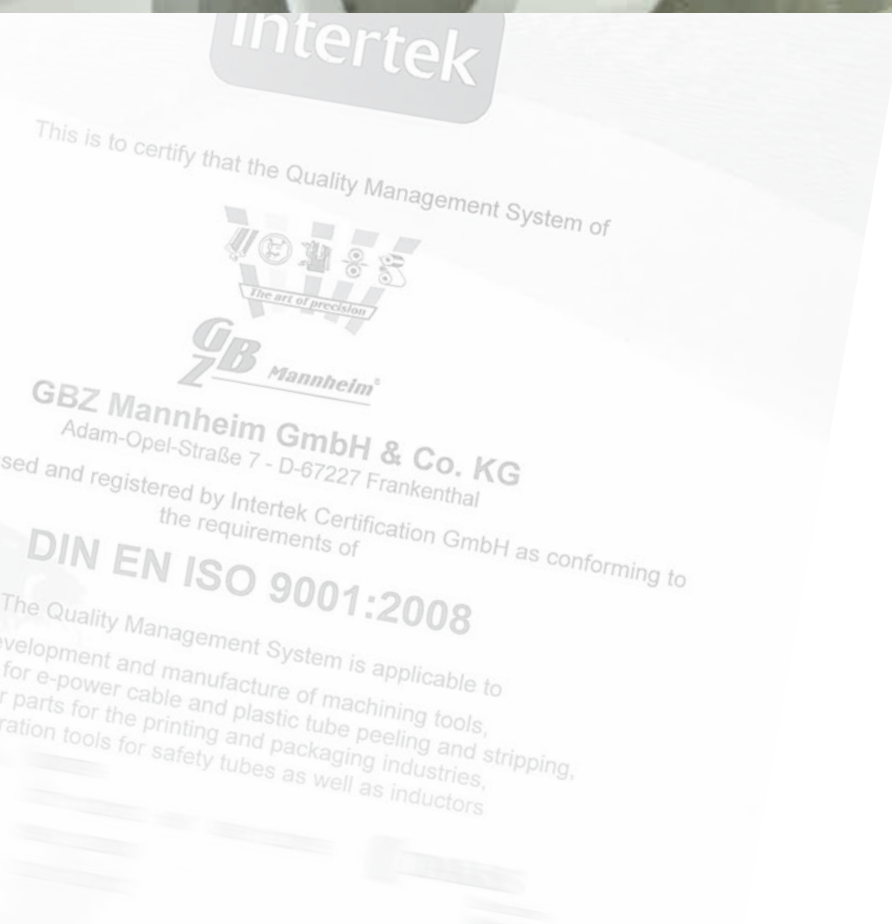 intertek
This is to certify that the Quality Management System of
The art of precision
GBZ Mannheim®
GBZ Mannheim GmbH & Co. KG
Adam-Opel-Straße 7 - D-67227 Frankenthal
sed and registered by Intertek Certification GmbH as conforming to
the requirements of
DIN EN ISO 9001:2008
The Quality Management System is applicable to
evelopment and manufacture of machining tools,
for e-power cable and plastic tube peeling and stripping,
r parts for the printing and packaging industries,
ration tools for safety tubes as well as inductors